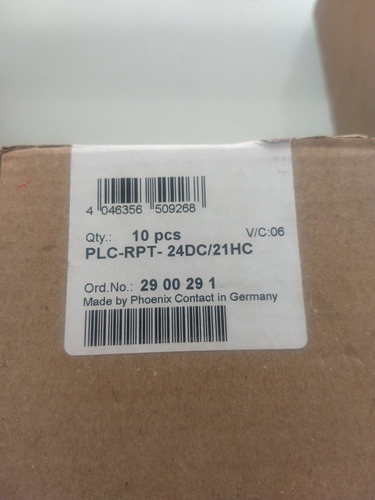 4 046356 509268
Qty.: 10 pcs V/C:06
PLC-RPT- 24DC/21HC
Ord.No.: 29 00 29 1
Made by Phoenix Contact in Germany